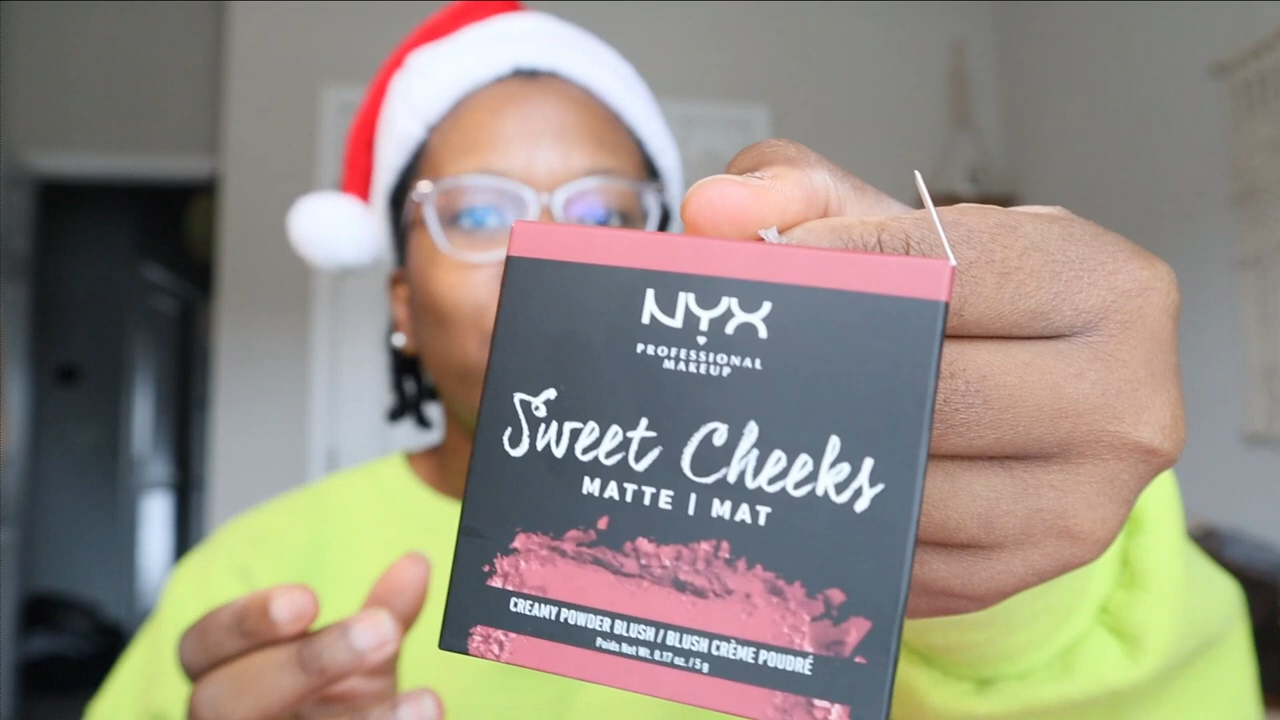 NYX
PROFESSIONAL
MAKEUP
Sweet Cheeks
MATTE | MAT
CREAMY POWDER BLUSH / BLUSH CRÈME POUDRÉ
Poids Net Wt. 0.17 oz. / 5 g